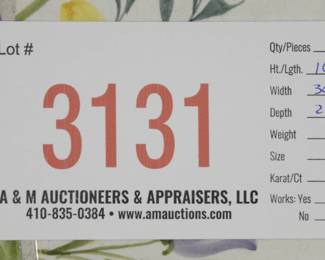 Lot #
3131
A & M AUCTIONEERS & APPRAISERS, LLC
410-835-0384 • www.amauctions.com
Qty/Pieces
Ht./Lgth.
Width
Depth 2
Weight
Size
Karat/Ct
Works: Yes
No